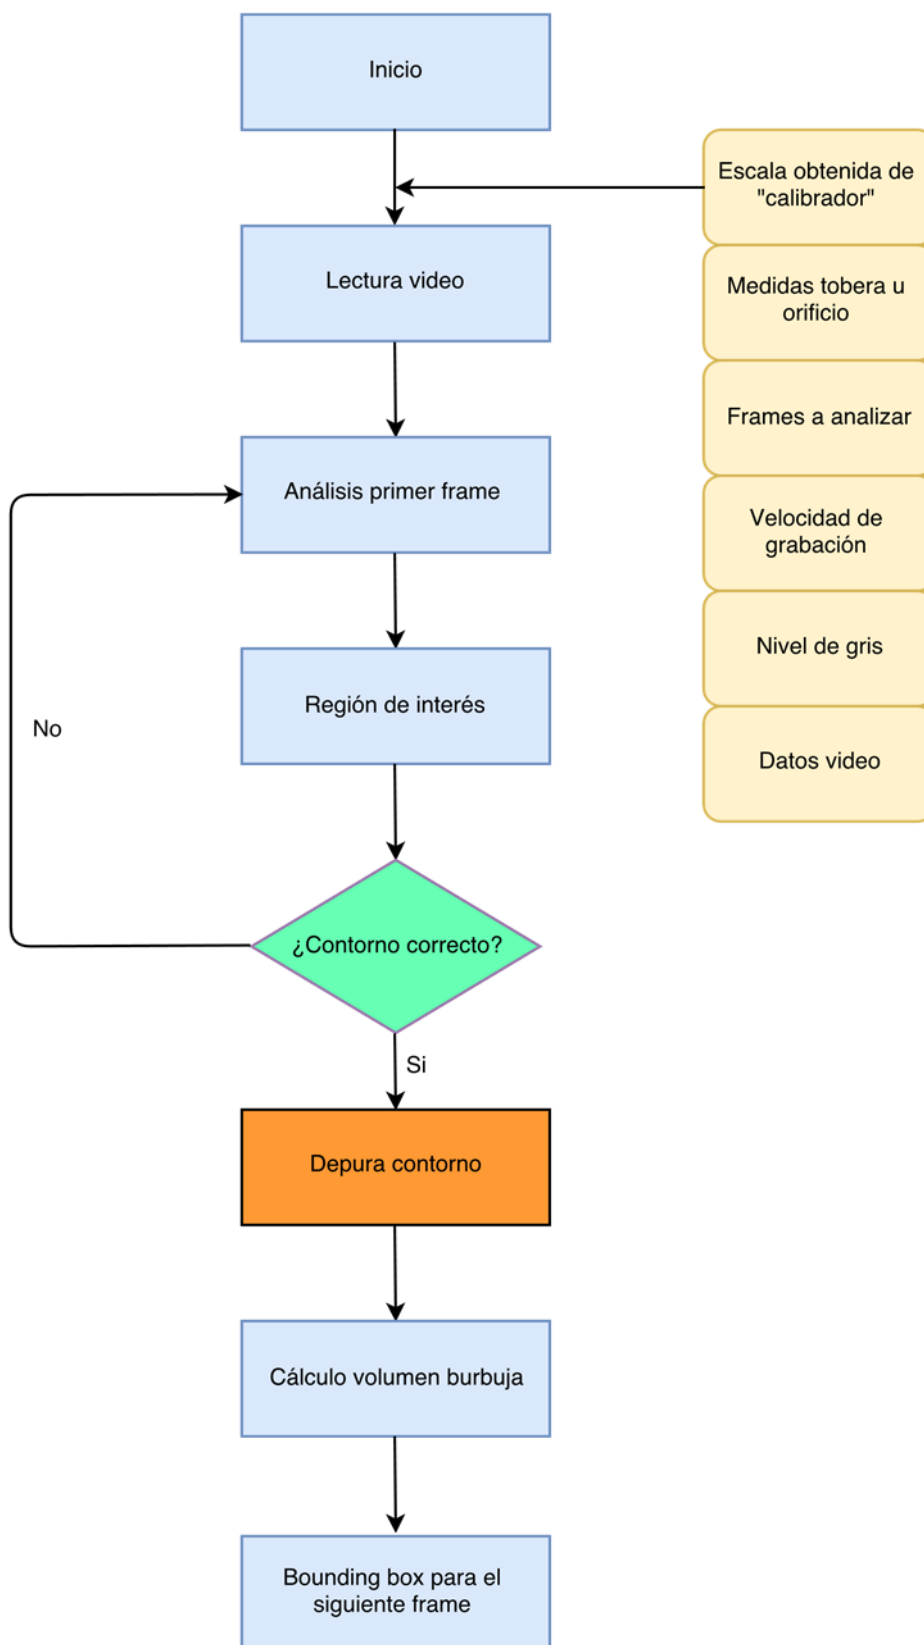 Inicio
Escala obtenida de
"calibrador"
Lectura video
Medidas tobera u
orificio
Frames a analizar
Análisis primer frame
Velocidad de
grabación
Nivel de gris
Región de interés
No
Datos video
¿Contorno correcto?
Si
Depura contorno
Cálculo volumen burbuja
Bounding box para el
siguiente frame